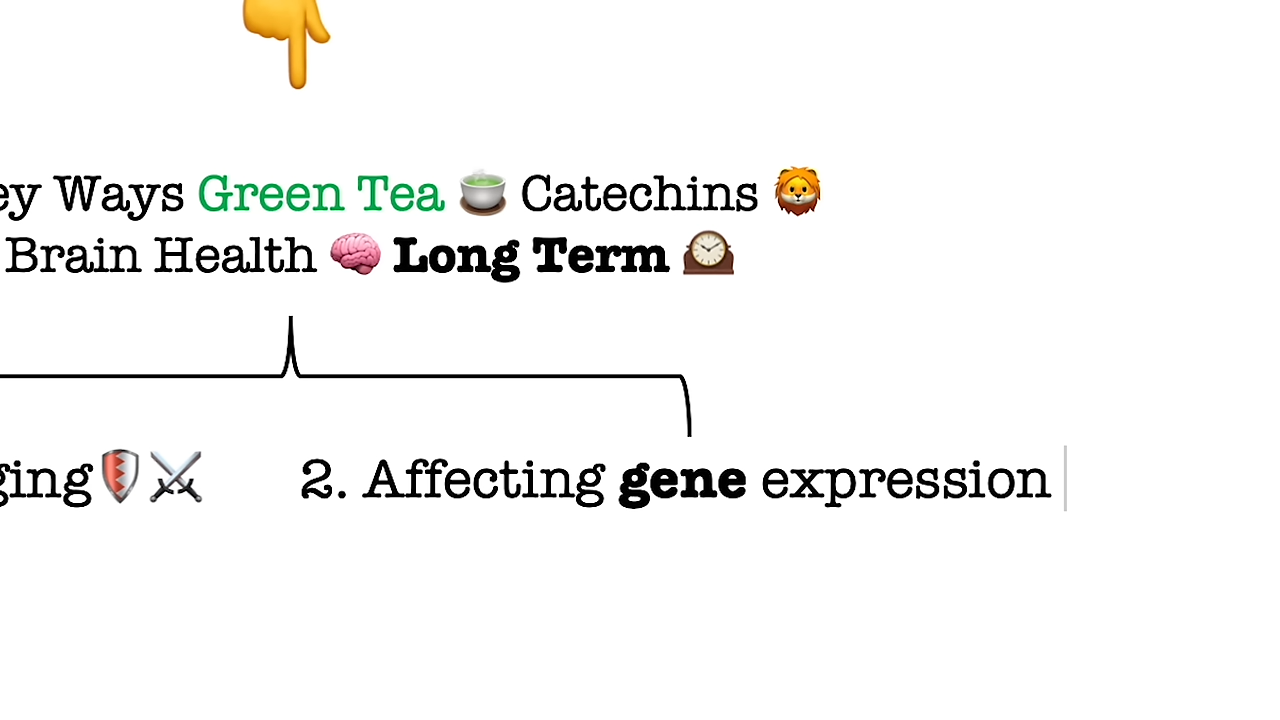 ey Ways Green Tea 🍵 Catechins 🦁
Brain Health 🧠 Long Term 🕰️
ging🛡️⚔️ 2. Affecting gene expression